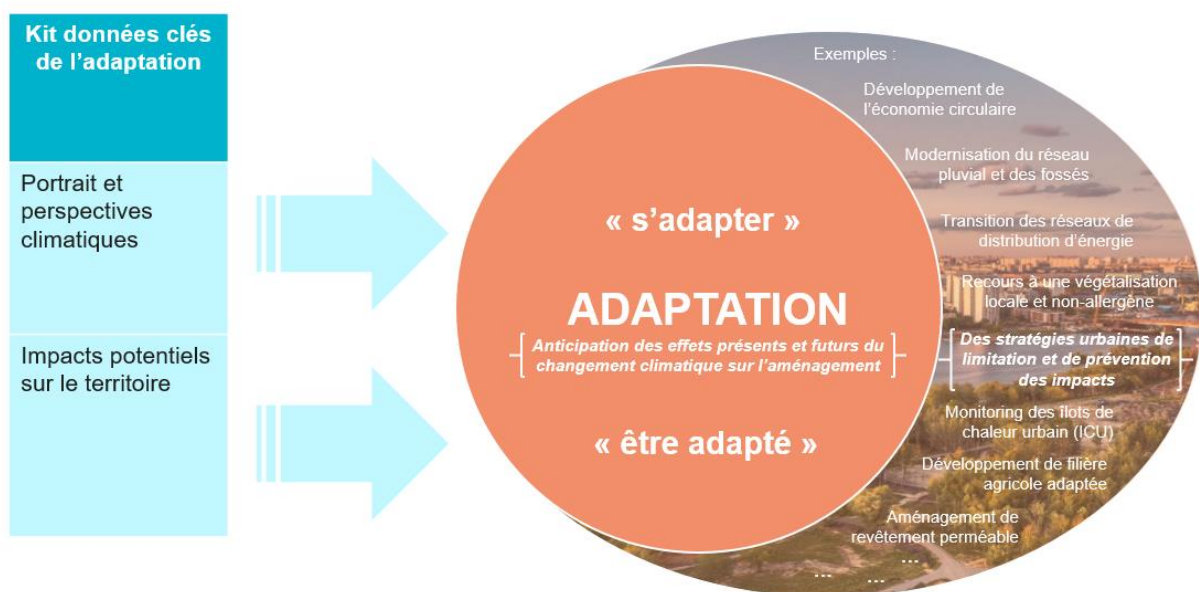 Kit données clés
de l’adaptation
Portrait et
perspectives
climatiques
Impacts potentiels
sur le territoire
« s’adapter »
ADAPTATION
Anticipation des effets présents et futurs du
changement climatique sur l’aménagement
« être adapté »
Exemples :
Développement de
l’économie circulaire
Modernisation du réseau
pluvial et des fossés
Transition des réseaux de
distribution d’énergie
Recours à une végétalisation
locale et non-allergène
Des stratégies urbaines de
limitation et de prévention
des impacts
Monitoring des îlots de
chaleur urbain (ICU)
Développement de filière
agricole adaptée
Aménagement de
revêtement perméable
...
...
...